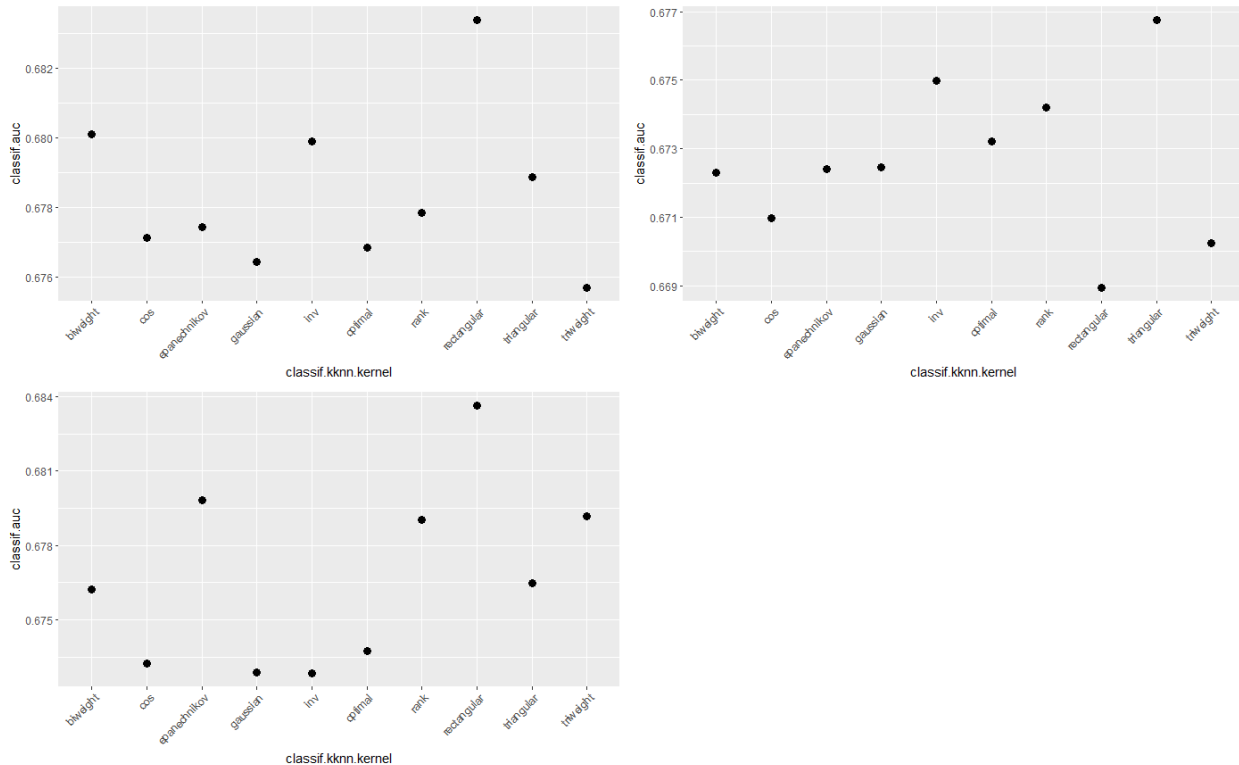 classif.auc
0.682
0.680
0.678
0.676
biweight
cos
epanechnikov
gaussian
inv
optimal
rank
rectangular
triangular
triweight
classif.kknn.kernel
classif.auc
0.677
0.675
0.673
0.671
0.669
biweight
cos
epanechnikov
gaussian
inv
optimal
rank
rectangular
triangular
triweight
classif.kknn.kernel
classif.auc
0.684
0.681
0.678
0.675
biweight
cos
epanechnikov
gaussian
inv
optimal
rank
rectangular
triangular
triweight
classif.kknn.kernel